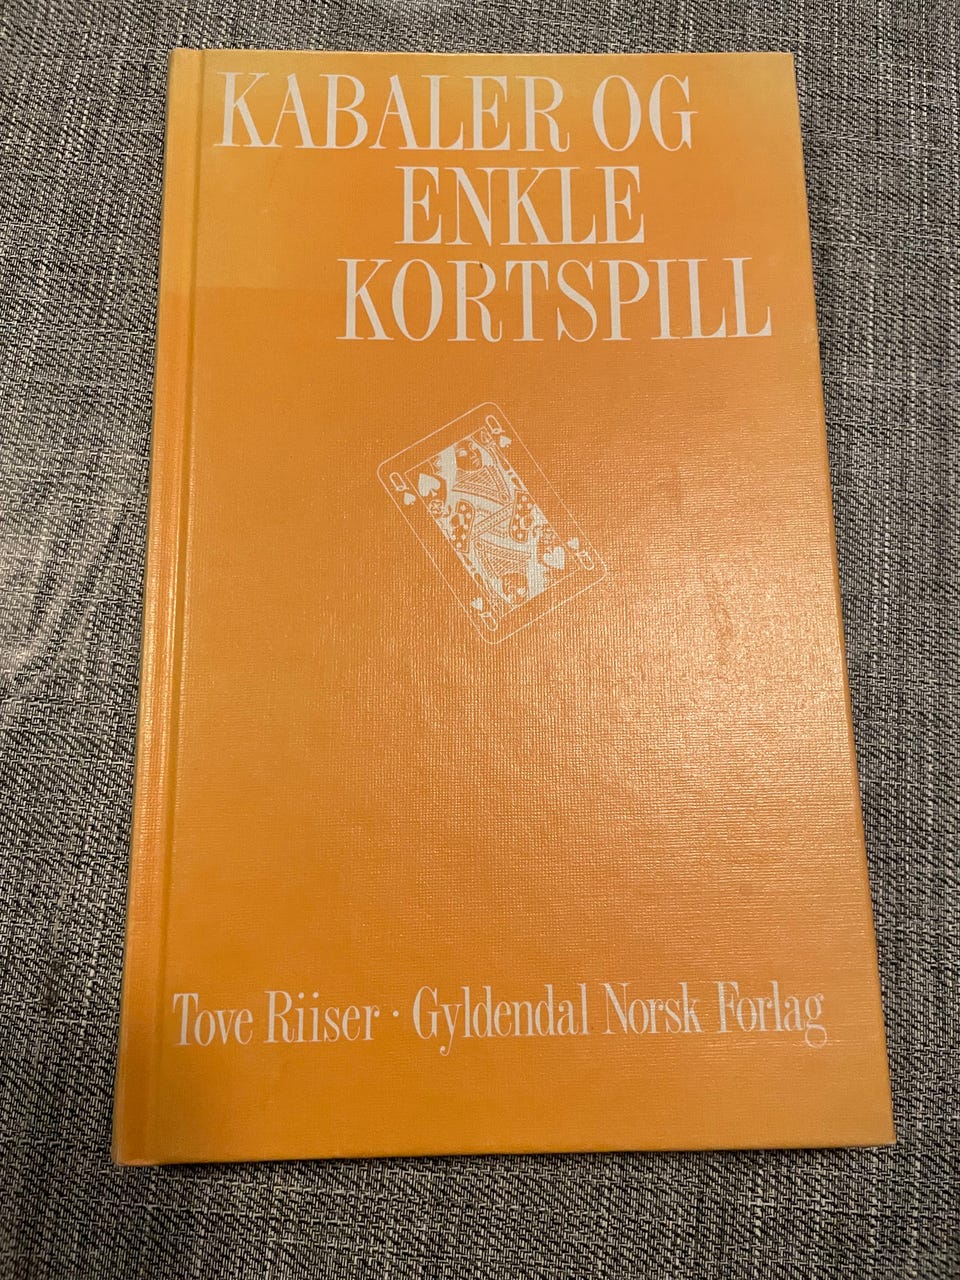 KABALER OG
ENKLE
KORTSPILL
Q
Q
Q
Q
Tove Riiser · Gyldendal Norsk Forlag